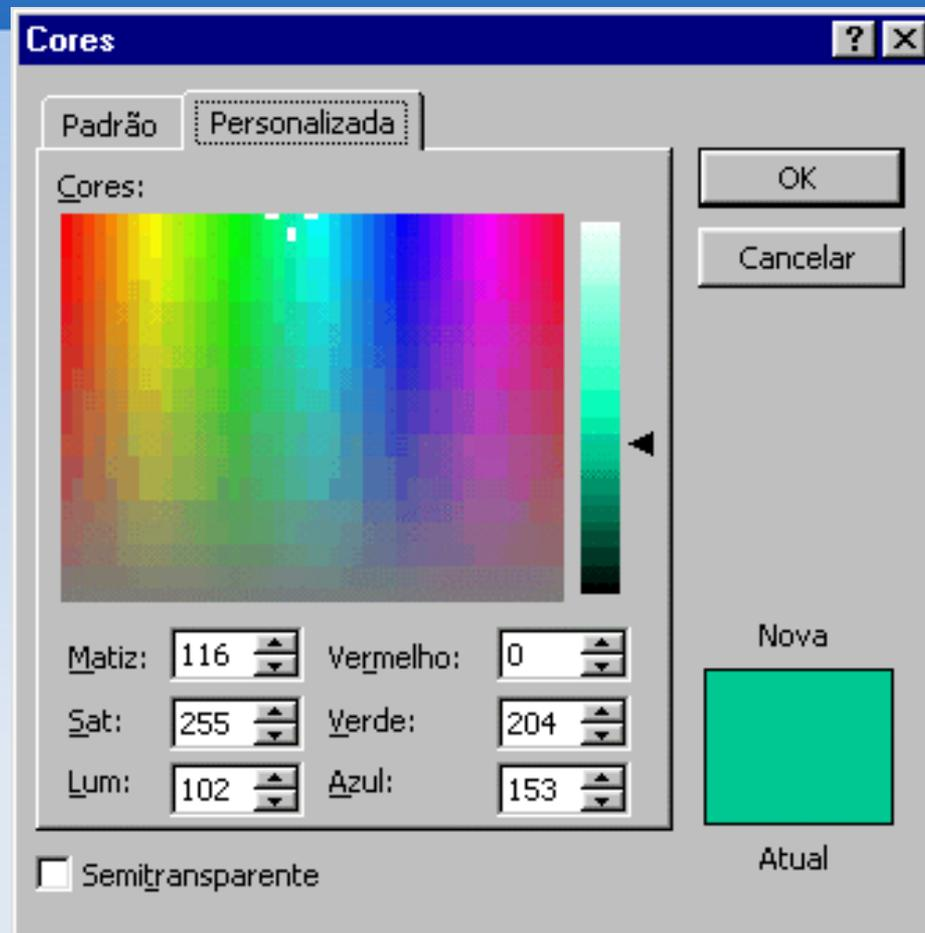 Cores
Padrão Personalizada
Cores:
OK
Cancelar
Matiz: 116 Vermelho: 0
Sat: 255 Verde: 204
Lum: 102 Azul: 153
Semitransparente
Nova
Atual